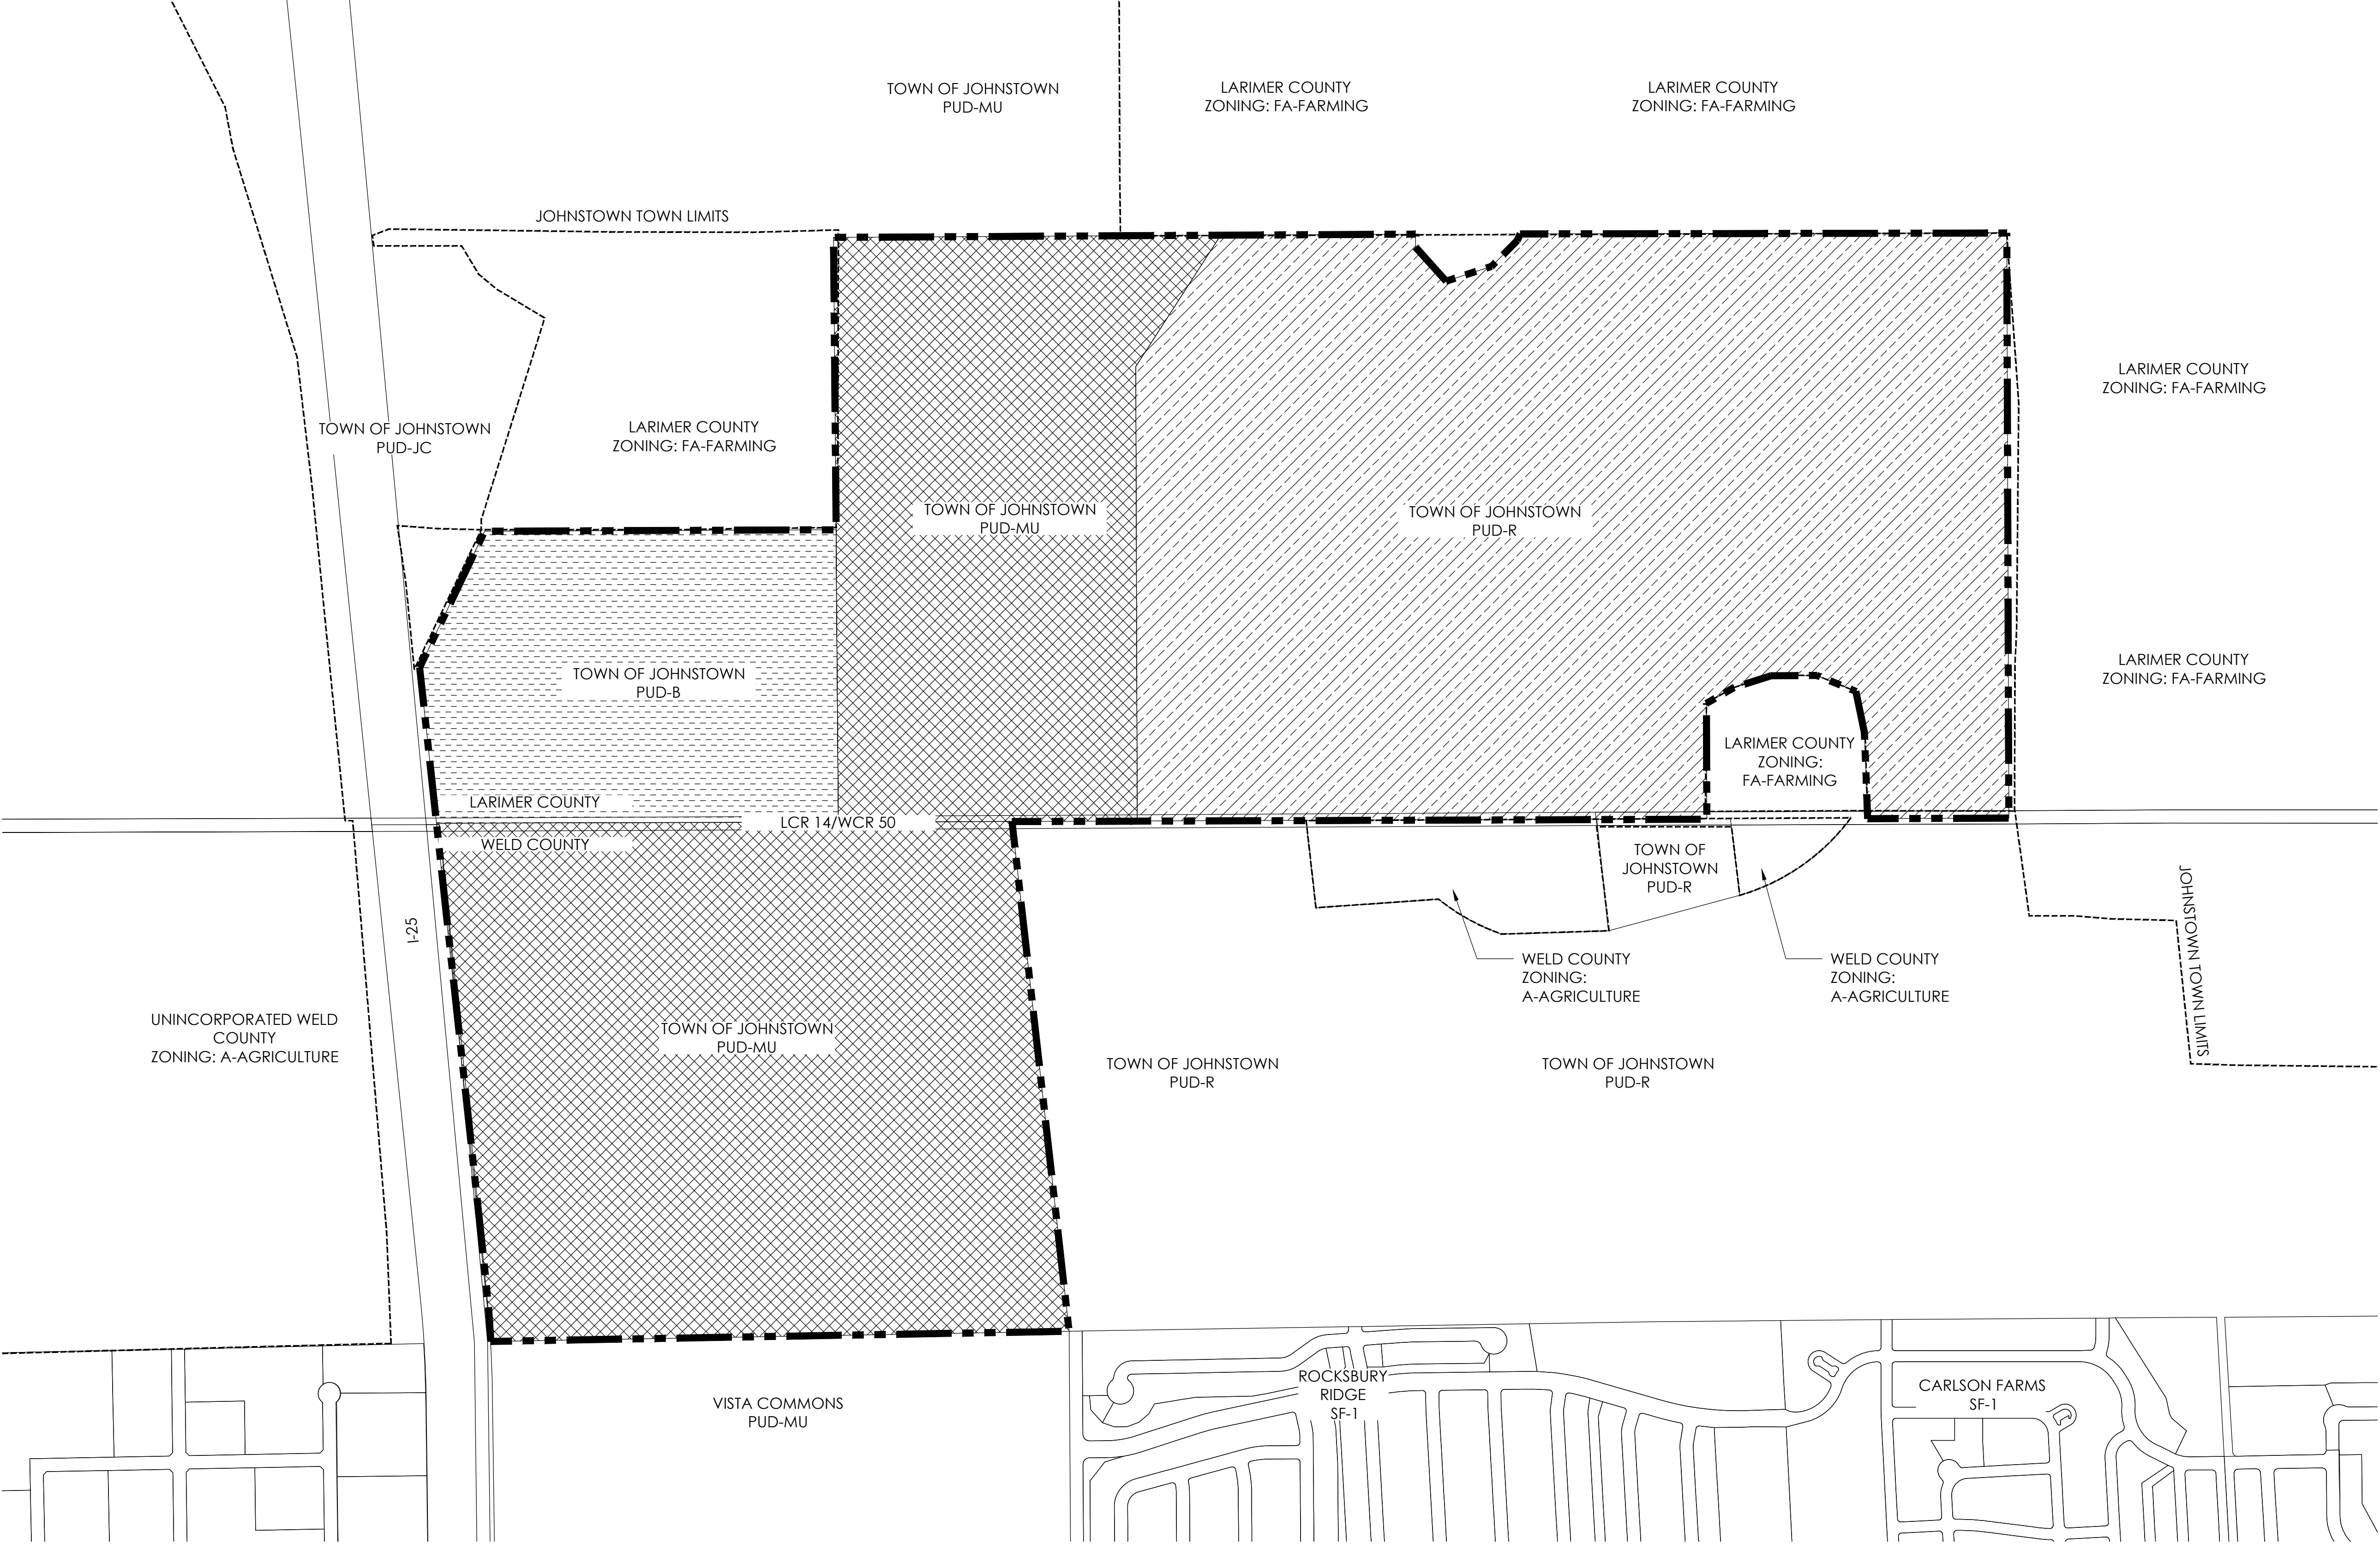 TOWN OF JOHNSTOWN
PUD-MU
LARIMER COUNTY
ZONING: FA-FARMING
LARIMER COUNTY
ZONING: FA-FARMING
JOHNSTOWN TOWN LIMITS
TOWN OF JOHNSTOWN
PUD-JC
LARIMER COUNTY
ZONING: FA-FARMING
LARIMER COUNTY
ZONING: FA-FARMING
TOWN OF JOHNSTOWN
PUD-MU
TOWN OF JOHNSTOWN
PUD-R
TOWN OF JOHNSTOWN
PUD-B
LARIMER COUNTY
ZONING: FA-FARMING
LARIMER COUNTY
ZONING:
FA-FARMING
LARIMER COUNTY
LCR 14/WCR 50
WELD COUNTY
TOWN OF
JOHNSTOWN
PUD-R
I-25
JOHNSTOWN TOWN LIMITS
WELD COUNTY
ZONING:
A-AGRICULTURE
WELD COUNTY
ZONING:
A-AGRICULTURE
UNINCORPORATED WELD
COUNTY
ZONING: A-AGRICULTURE
TOWN OF JOHNSTOWN
PUD-MU
TOWN OF JOHNSTOWN
PUD-R
TOWN OF JOHNSTOWN
PUD-R
VISTA COMMONS
PUD-MU
ROCKSBURY
RIDGE
SF-1
CARLSON FARMS
SF-1